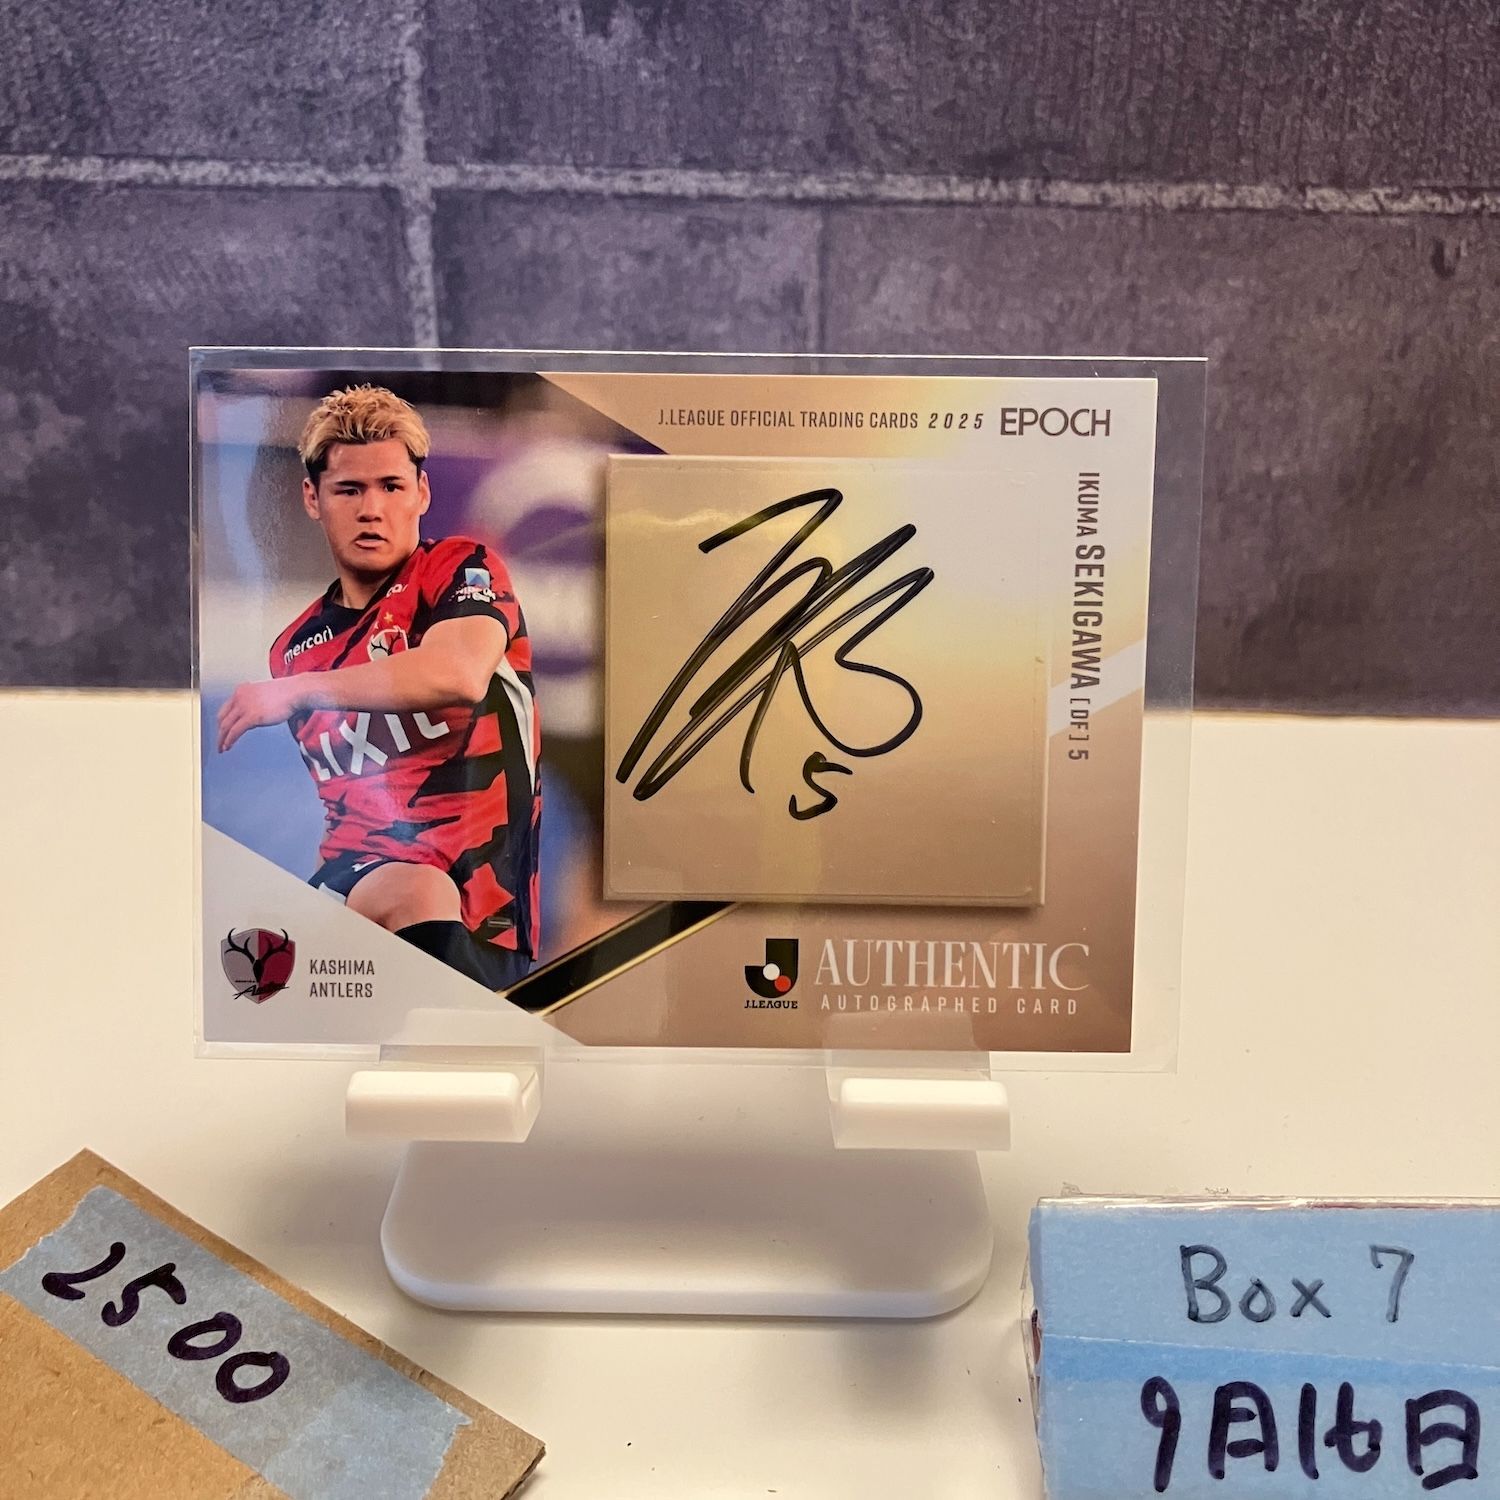 J.LEAGUE OFFICIAL TRADING CARDS 2025 EPOCH
IKUMA SEKIGAWA [DF] 5
mercari
LIXIL
5
KASHIMA
ANTLERS
J.LEAGUE
AUTHENTIC
AUTOGRAPHED CARD
2500
Box 7
9月16日